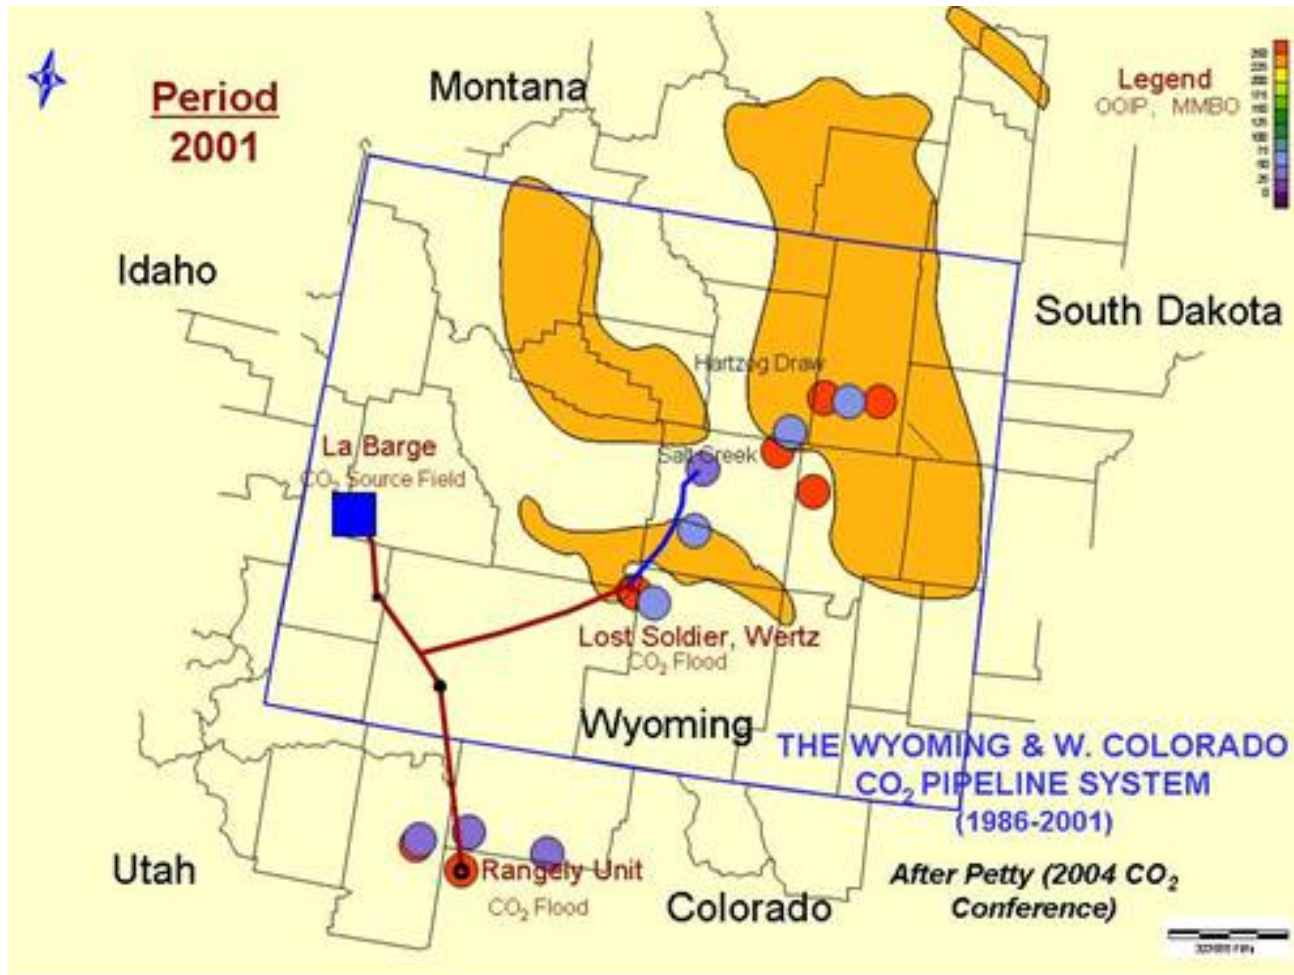 Period
2001
Montana
Legend
OOIP, MMBO
Idaho
South Dakota
Hartzog Draw
La Barge
CO₂ Source Field
Salt Creek
Lost Soldier, Wertz
CO₂ Flood
Wyoming
THE WYOMING & W. COLORADO
CO₂ PIPELINE SYSTEM
(1986-2001)
Utah
Rangely Unit
CO₂ Flood
Colorado
After Petty (2004 CO₂
Conference)